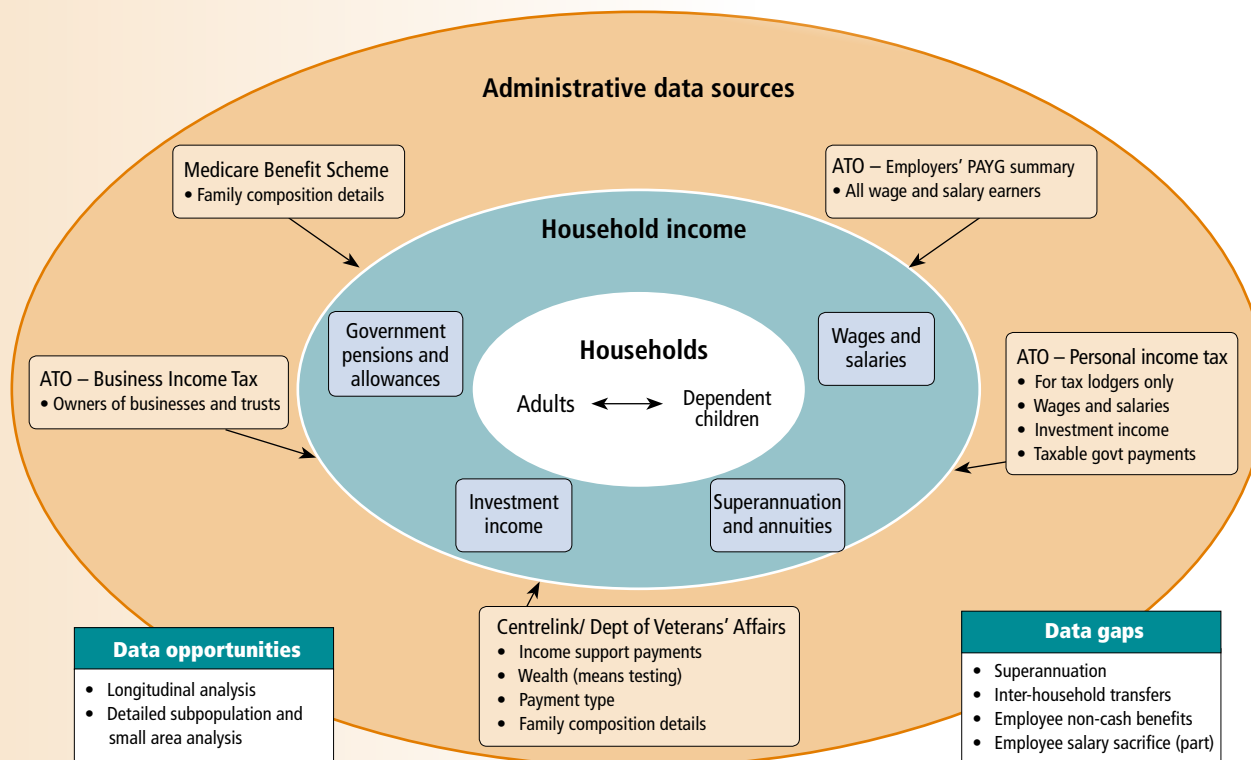 Administrative data sources
Medicare Benefit Scheme
• Family composition details
ATO – Employers' PAYG summary
• All wage and salary earners
Household income
Government
pensions and
allowances
Wages and
salaries
Households
Adults
Dependent
children
ATO – Business Income Tax
• Owners of businesses and trusts
ATO – Personal income tax
• For tax lodgers only
• Wages and salaries
• Investment income
• Taxable govt payments
Investment
income
Superannuation
and annuities
Centrelink/ Dept of Veterans' Affairs
• Income support payments
• Wealth (means testing)
• Payment type
• Family composition details
Data opportunities
• Longitudinal analysis
• Detailed subpopulation and
small area analysis
Data gaps
• Superannuation
• Inter-household transfers
• Employee non-cash benefits
• Employee salary sacrifice (part)